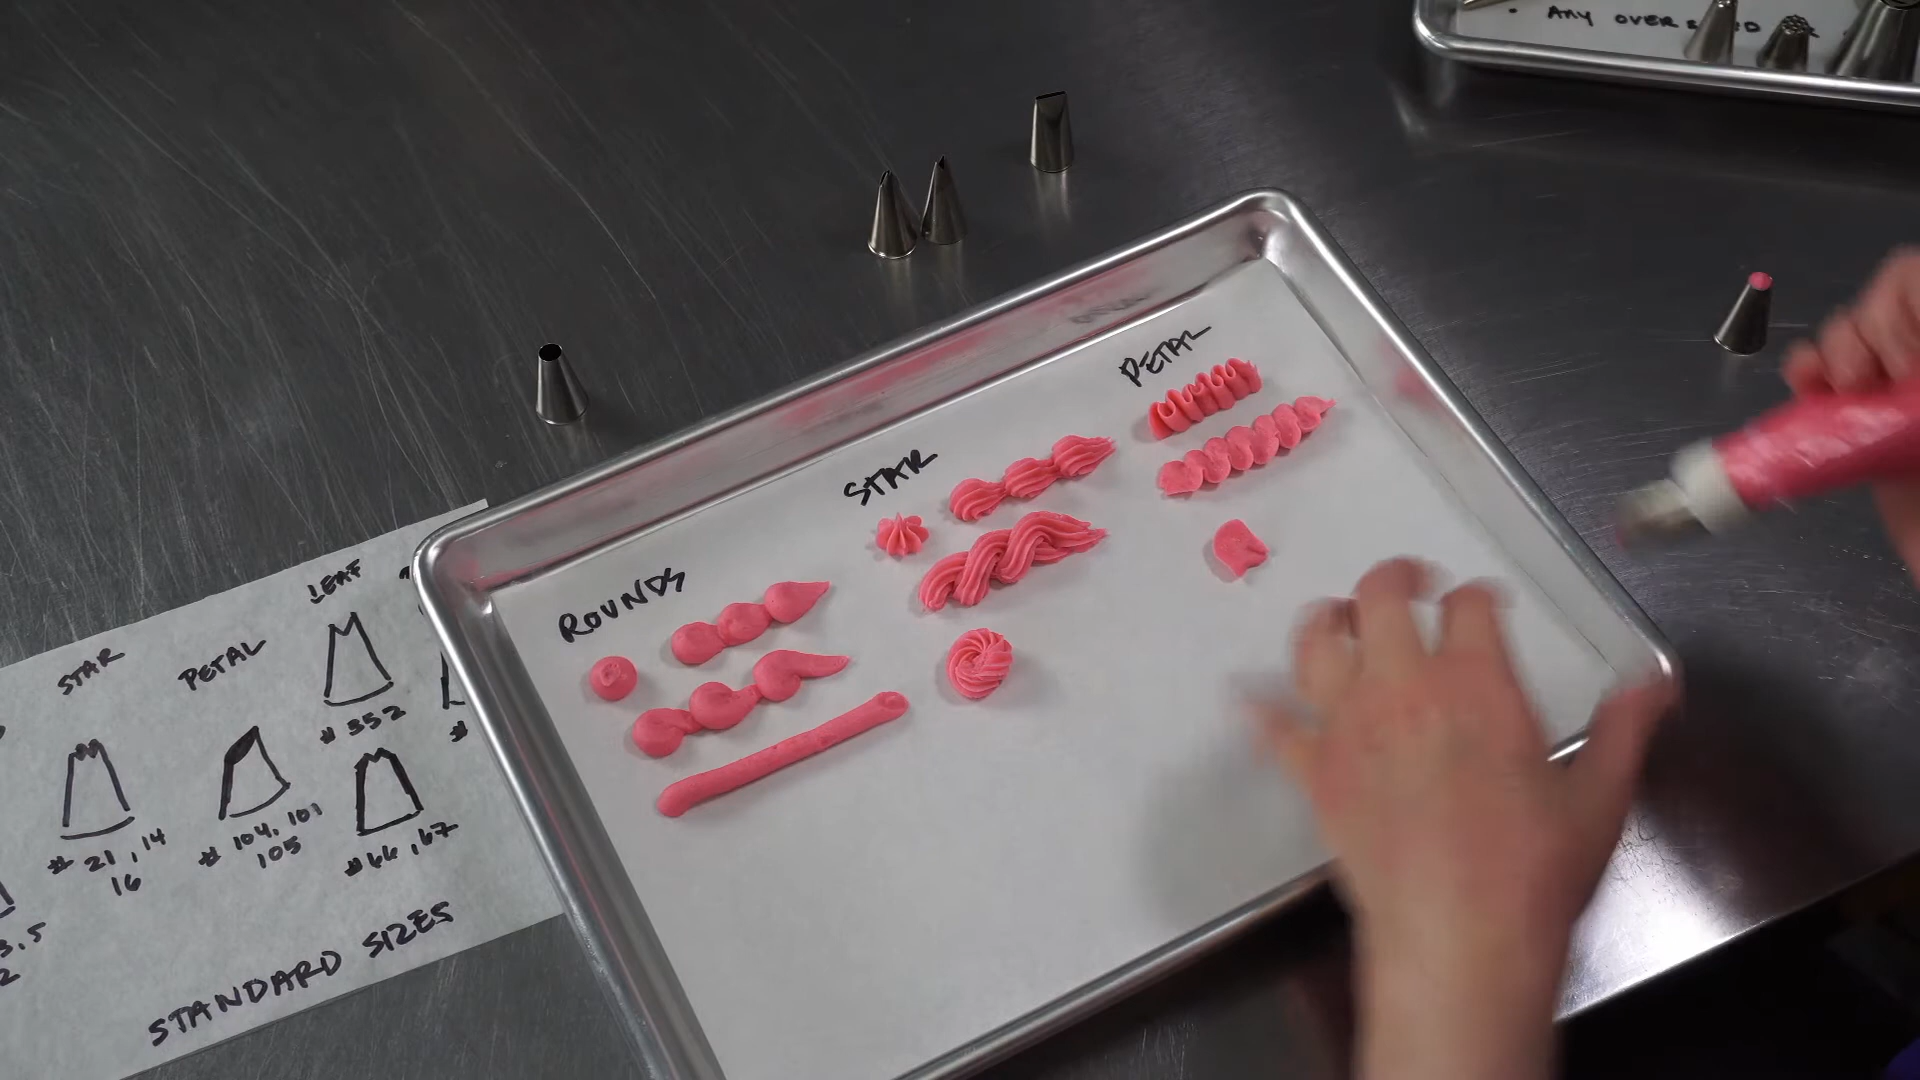 • ANY OVER
ROUNDS
STAR
PETAL
LEAF
STAR
PETAL
# 352
# 21, 14
16
# 104, 101
105
# 66, 67
STANDARD SIZES